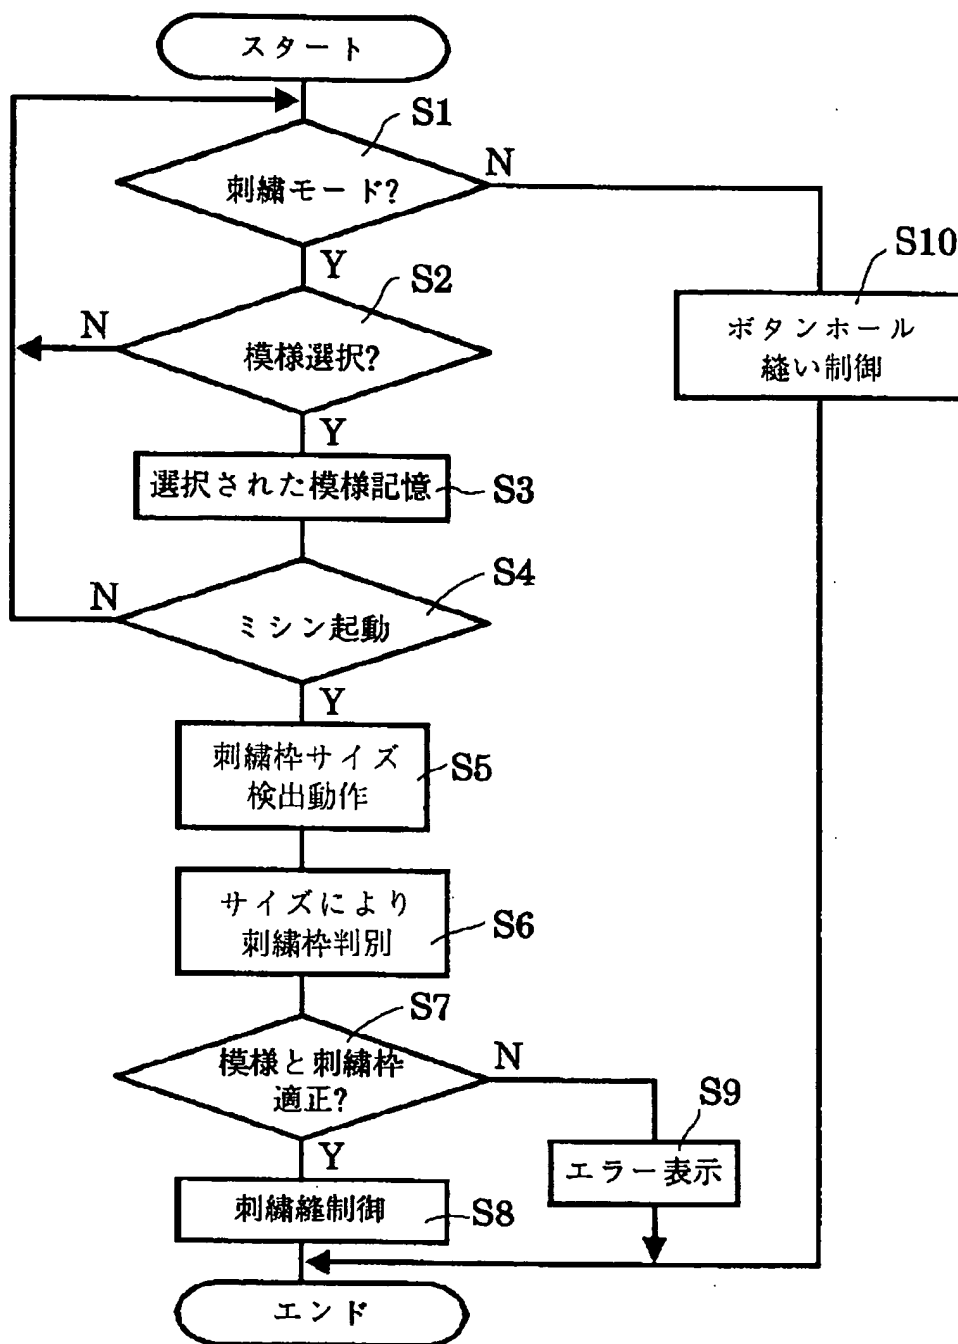 スタート
S1
刺繍モード?
N
Y
S10
ボタンホール
縫い制御
S2
N
模様選択?
Y
選択された模様記憶
S3
S4
N
ミシン起動
Y
刺繍枠サイズ
検出動作
S5
サイズにより
刺繍枠判別
S6
S7
模様と刺繍枠
適正?
N
Y
S9
エラー表示
刺繍縫制御
S8
エンド